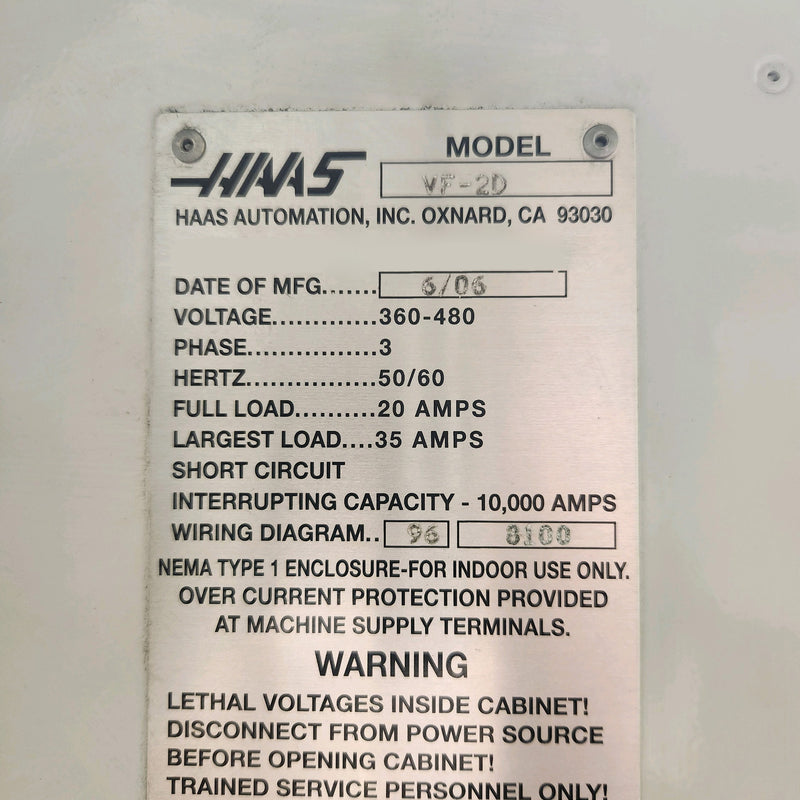 HAAS
MODEL
VF-2D
HAAS AUTOMATION, INC. OXNARD, CA 93030
DATE OF MFG....... 6/06
VOLTAGE.............360-480
PHASE................3
HERTZ................50/60
FULL LOAD..........20 AMPS
LARGEST LOAD....35 AMPS
SHORT CIRCUIT
INTERRUPTING CAPACITY - 10,000 AMPS
WIRING DIAGRAM.. 96 8100
NEMA TYPE 1 ENCLOSURE-FOR INDOOR USE ONLY.
OVER CURRENT PROTECTION PROVIDED
AT MACHINE SUPPLY TERMINALS.
WARNING
LETHAL VOLTAGES INSIDE CABINET!
DISCONNECT FROM POWER SOURCE
BEFORE OPENING CABINET!
TRAINED SERVICE PERSONNEL ONLY!